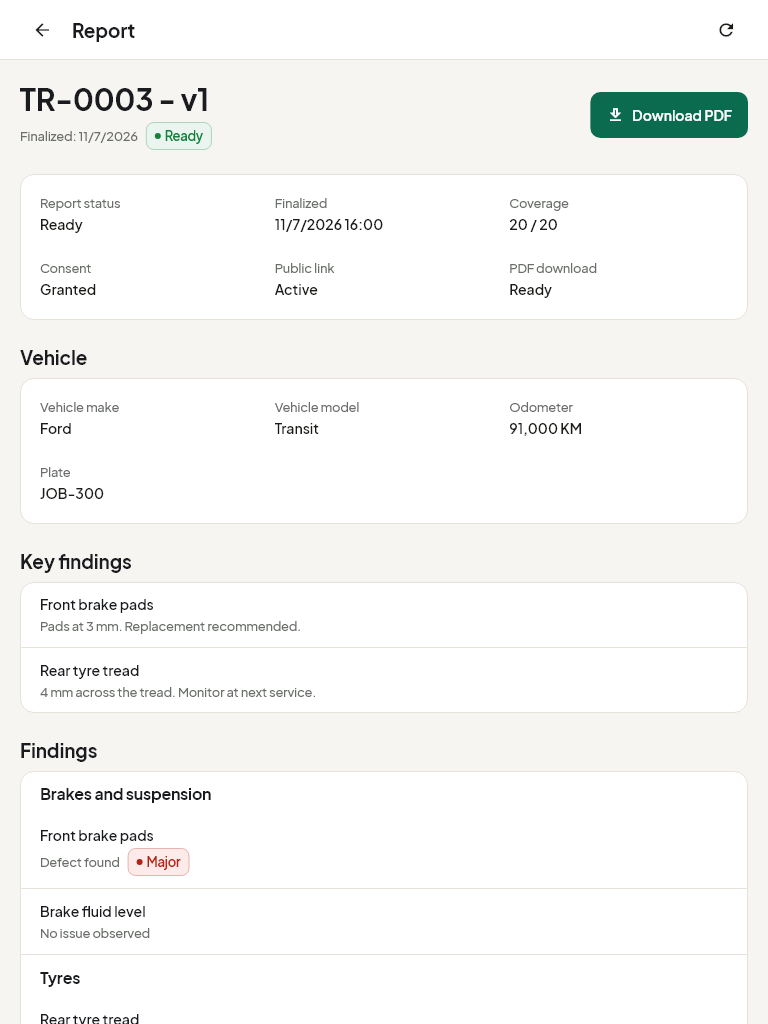 Report
TR-0003 – v1
Finalized: 11/7/2026
Ready
Download PDF
Report status
Ready
Finalized
11/7/2026 16:00
Coverage
20 / 20
Consent
Granted
Public link
Active
PDF download
Ready
Vehicle
Vehicle make
Ford
Vehicle model
Transit
Odometer
91,000 KM
Plate
JOB-300
Key findings
Front brake pads
Pads at 3 mm. Replacement recommended.
Rear tyre tread
4 mm across the tread. Monitor at next service.
Findings
Brakes and suspension
Front brake pads
Defect found
Major
Brake fluid level
No issue observed
Tyres
Rear tyre tread